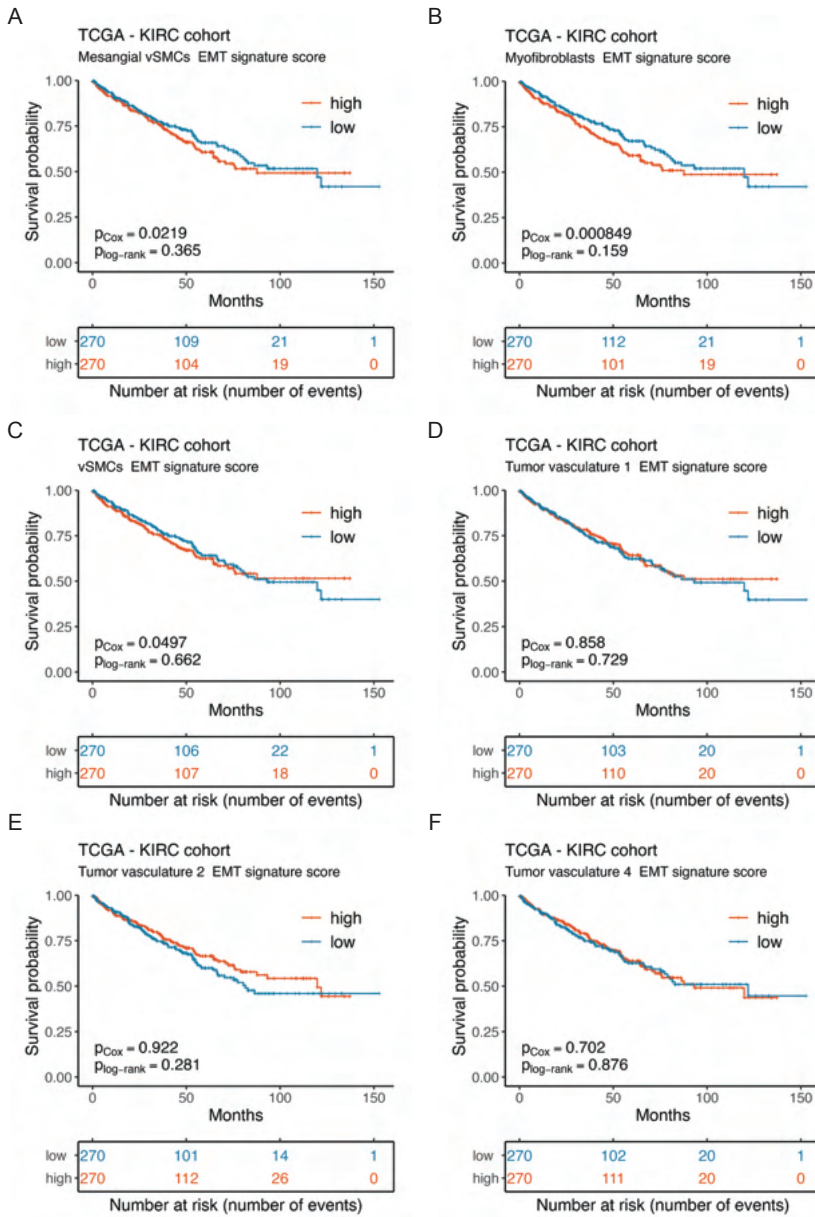 A
TCGA - KIRC cohort
Mesangial vSMCs EMT signature score
1.00
0.75
0.50
0.25
0.00
Survival probability
high
low
pCox = 0.0219
plog−rank = 0.365
0 50 100 150
Months
low 270 109 21 1
high 270 104 19 0
Number at risk (number of events)
B
TCGA - KIRC cohort
Myofibroblasts EMT signature score
1.00
0.75
0.50
0.25
0.00
Survival probability
high
low
pCox = 0.000849
plog−rank = 0.159
0 50 100 150
Months
low 270 112 21 1
high 270 101 19 0
Number at risk (number of events)
C
TCGA - KIRC cohort
vSMCs EMT signature score
1.00
0.75
0.50
0.25
0.00
Survival probability
high
low
pCox = 0.0497
plog−rank = 0.662
0 50 100 150
Months
low 270 106 22 1
high 270 107 18 0
Number at risk (number of events)
D
TCGA - KIRC cohort
Tumor vasculature 1 EMT signature score
1.00
0.75
0.50
0.25
0.00
Survival probability
high
low
pCox = 0.858
plog−rank = 0.729
0 50 100 150
Months
low 270 103 20 1
high 270 110 20 0
Number at risk (number of events)
E
TCGA - KIRC cohort
Tumor vasculature 2 EMT signature score
1.00
0.75
0.50
0.25
0.00
Survival probability
high
low
pCox = 0.922
plog−rank = 0.281
0 50 100 150
Months
low 270 101 14 1
high 270 112 26 0
Number at risk (number of events)
F
TCGA - KIRC cohort
Tumor vasculature 4 EMT signature score
1.00
0.75
0.50
0.25
0.00
Survival probability
high
low
pCox = 0.702
plog−rank = 0.876
0 50 100 150
Months
low 270 102 20 1
high 270 111 20 0
Number at risk (number of events)